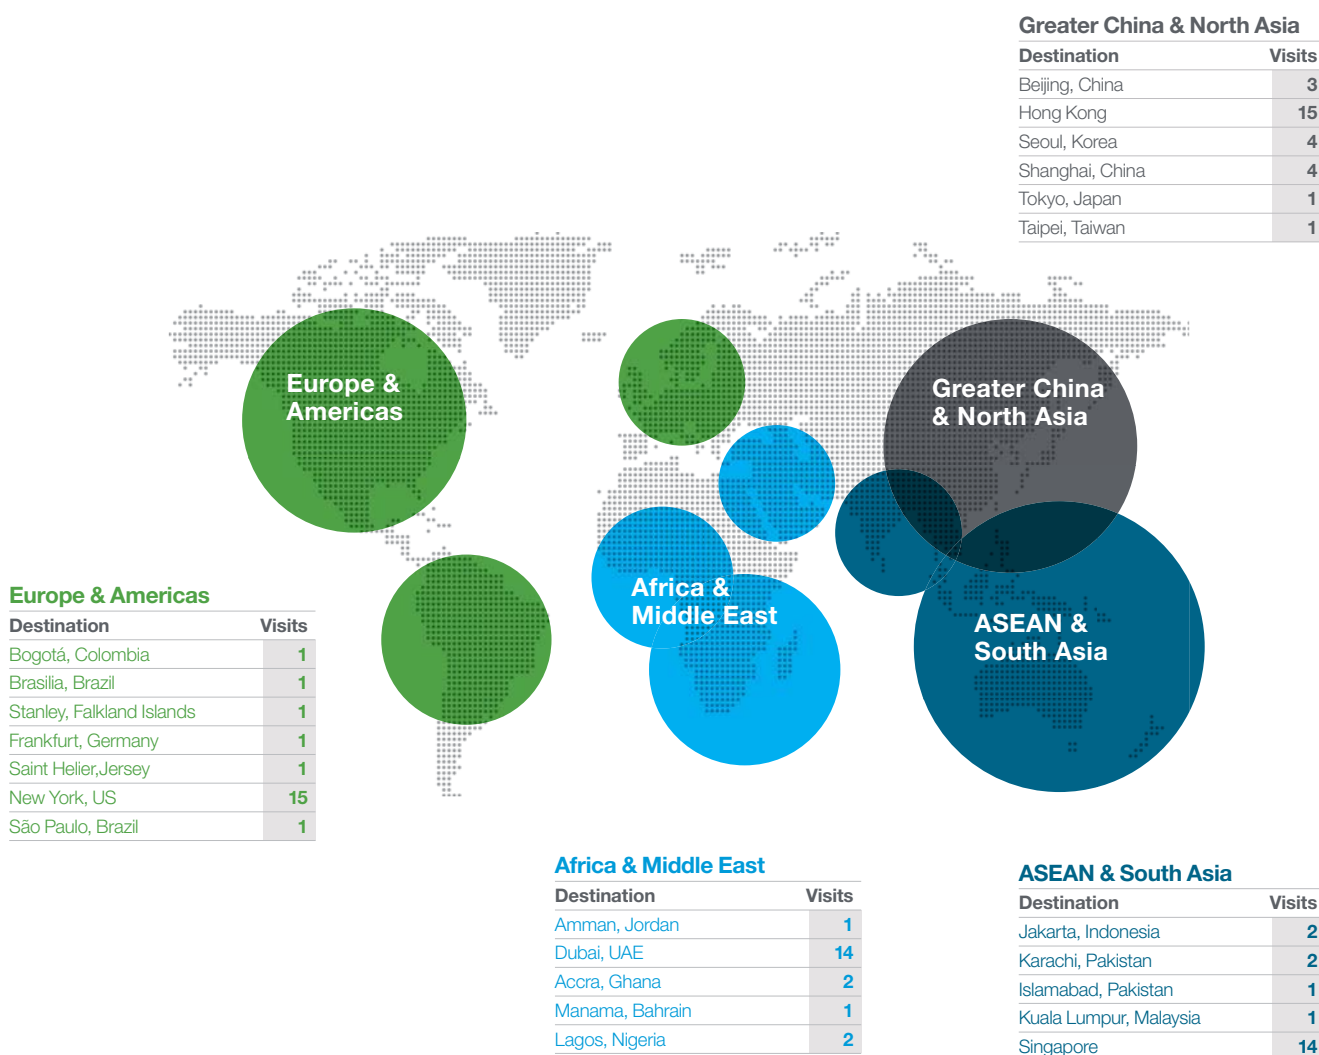 Greater China & North Asia
Destination Visits
Beijing, China 3
Hong Kong 15
Seoul, Korea 4
Shanghai, China 4
Tokyo, Japan 1
Taipei, Taiwan 1
Europe &
Americas
Greater China
& North Asia
Africa &
Middle East
ASEAN &
South Asia
Europe & Americas
Destination Visits
Bogotá, Colombia 1
Brasilia, Brazil 1
Stanley, Falkland Islands 1
Frankfurt, Germany 1
Saint Helier,Jersey 1
New York, US 15
São Paulo, Brazil 1
Africa & Middle East
Destination Visits
Amman, Jordan 1
Dubai, UAE 14
Accra, Ghana 2
Manama, Bahrain 1
Lagos, Nigeria 2
ASEAN & South Asia
Destination Visits
Jakarta, Indonesia 2
Karachi, Pakistan 2
Islamabad, Pakistan 1
Kuala Lumpur, Malaysia 1
Singapore 14